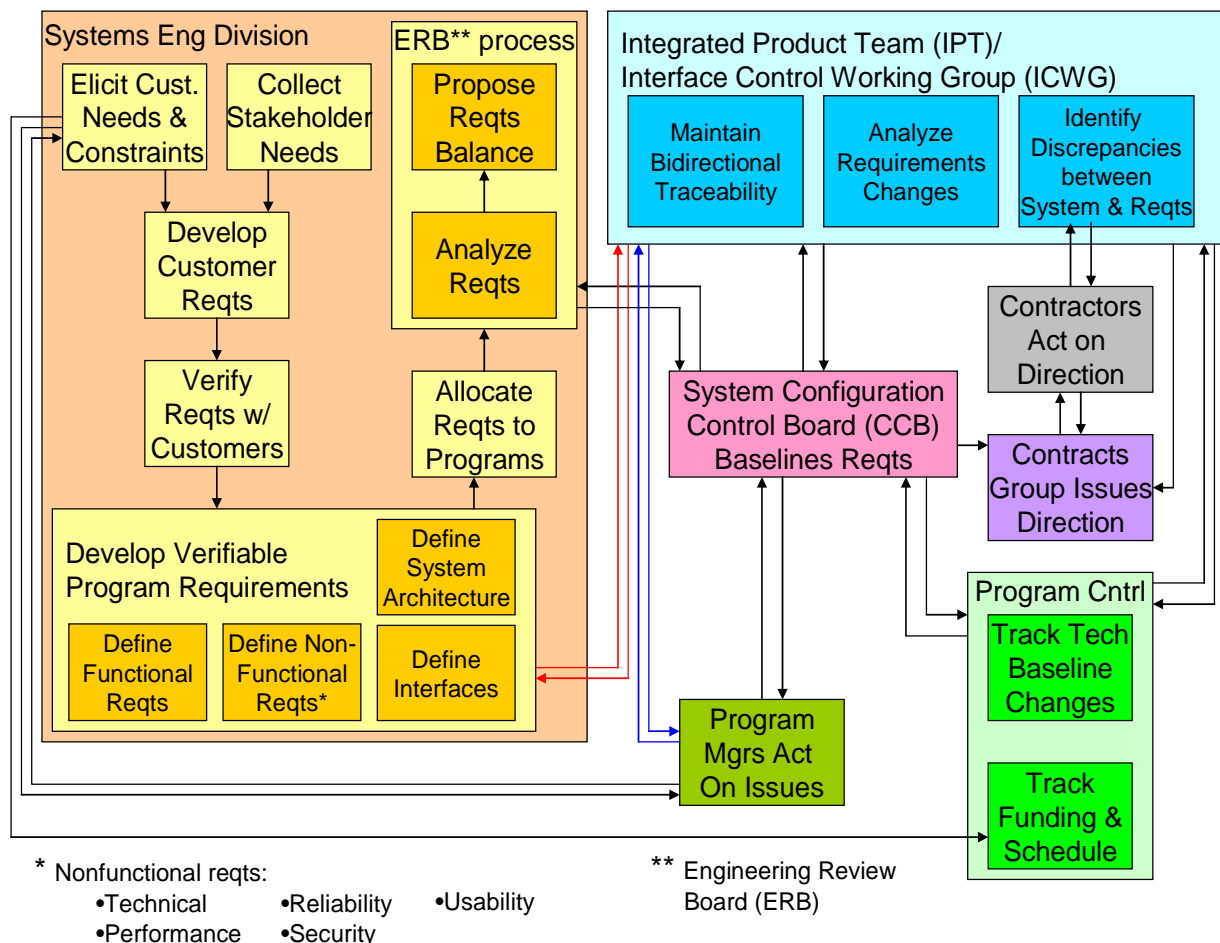 Systems Eng Division
Elicit Cust.
Needs &
Constraints
Collect
Stakeholder
Needs
Develop
Customer
Reqts
Verify
Reqts w/
Customers
ERB** process
Propose
Reqts
Balance
Analyze
Reqts
Allocate
Reqts to
Programs
Develop Verifiable
Program Requirements
Define
System
Architecture
Define
Functional
Reqts
Define Non-
Functional
Reqts*
Define
Interfaces
Integrated Product Team (IPT)/
Interface Control Working Group (ICWG)
Maintain
Bidirectional
Traceability
Analyze
Requirements
Changes
Identify
Discrepancies
between
System & Reqts
Contractors
Act on
Direction
System Configuration
Control Board (CCB)
Baselines Reqts
Contracts
Group Issues
Direction
Program
Mgrs Act
On Issues
Program Cntrl
Track Tech
Baseline
Changes
Track
Funding &
Schedule
* Nonfunctional reqts:
•Technical •Reliability •Usability
•Performance •Security
** Engineering Review
Board (ERB)